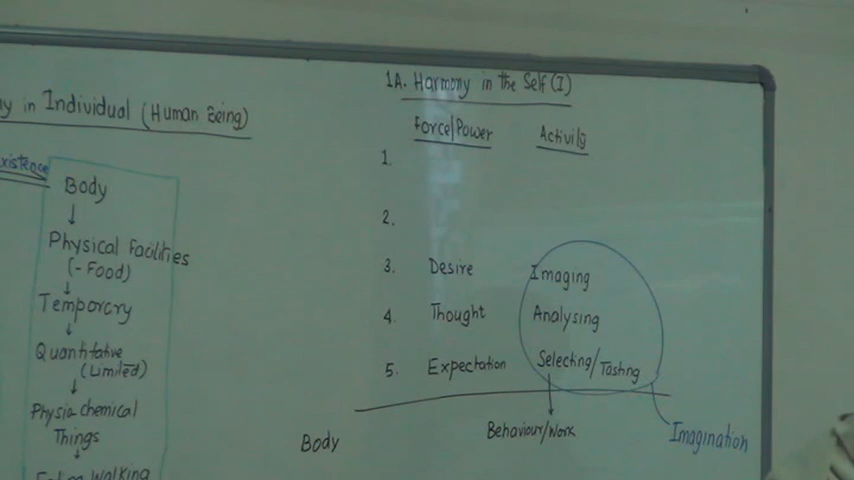 y in Individual (Human Being)
xistence
Body
Physical Facilities
(-Food)
Temporary
Quantitative
(Limited)
Physio chemical
Things
Walking
1A. Harmony in the Self (I)
Force/Power Activity
1.
2.
3. Desire Imaging
4. Thought Analysing
5. Expectation Selecting/Tasting
Body Behaviour/Work Imagination